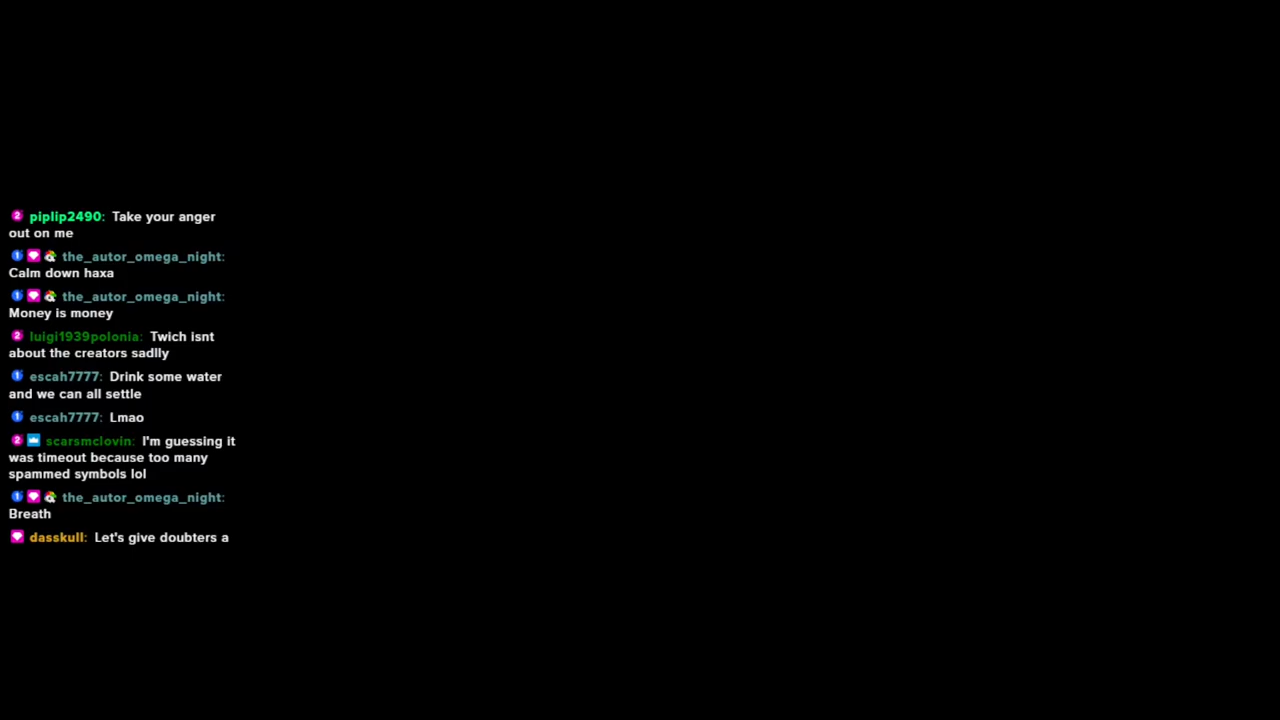 piplip2490: Take your anger
out on me
the_autor_omega_night:
Calm down haxa
the_autor_omega_night:
Money is money
luigi1939polonia: Twich isnt
about the creators sadlly
escah7777: Drink some water
and we can all settle
escah7777: Lmao
scarsmclovin: I'm guessing it
was timeout because too many
spammed symbols lol
the_autor_omega_night:
Breath
dasskull: Let's give doubters a